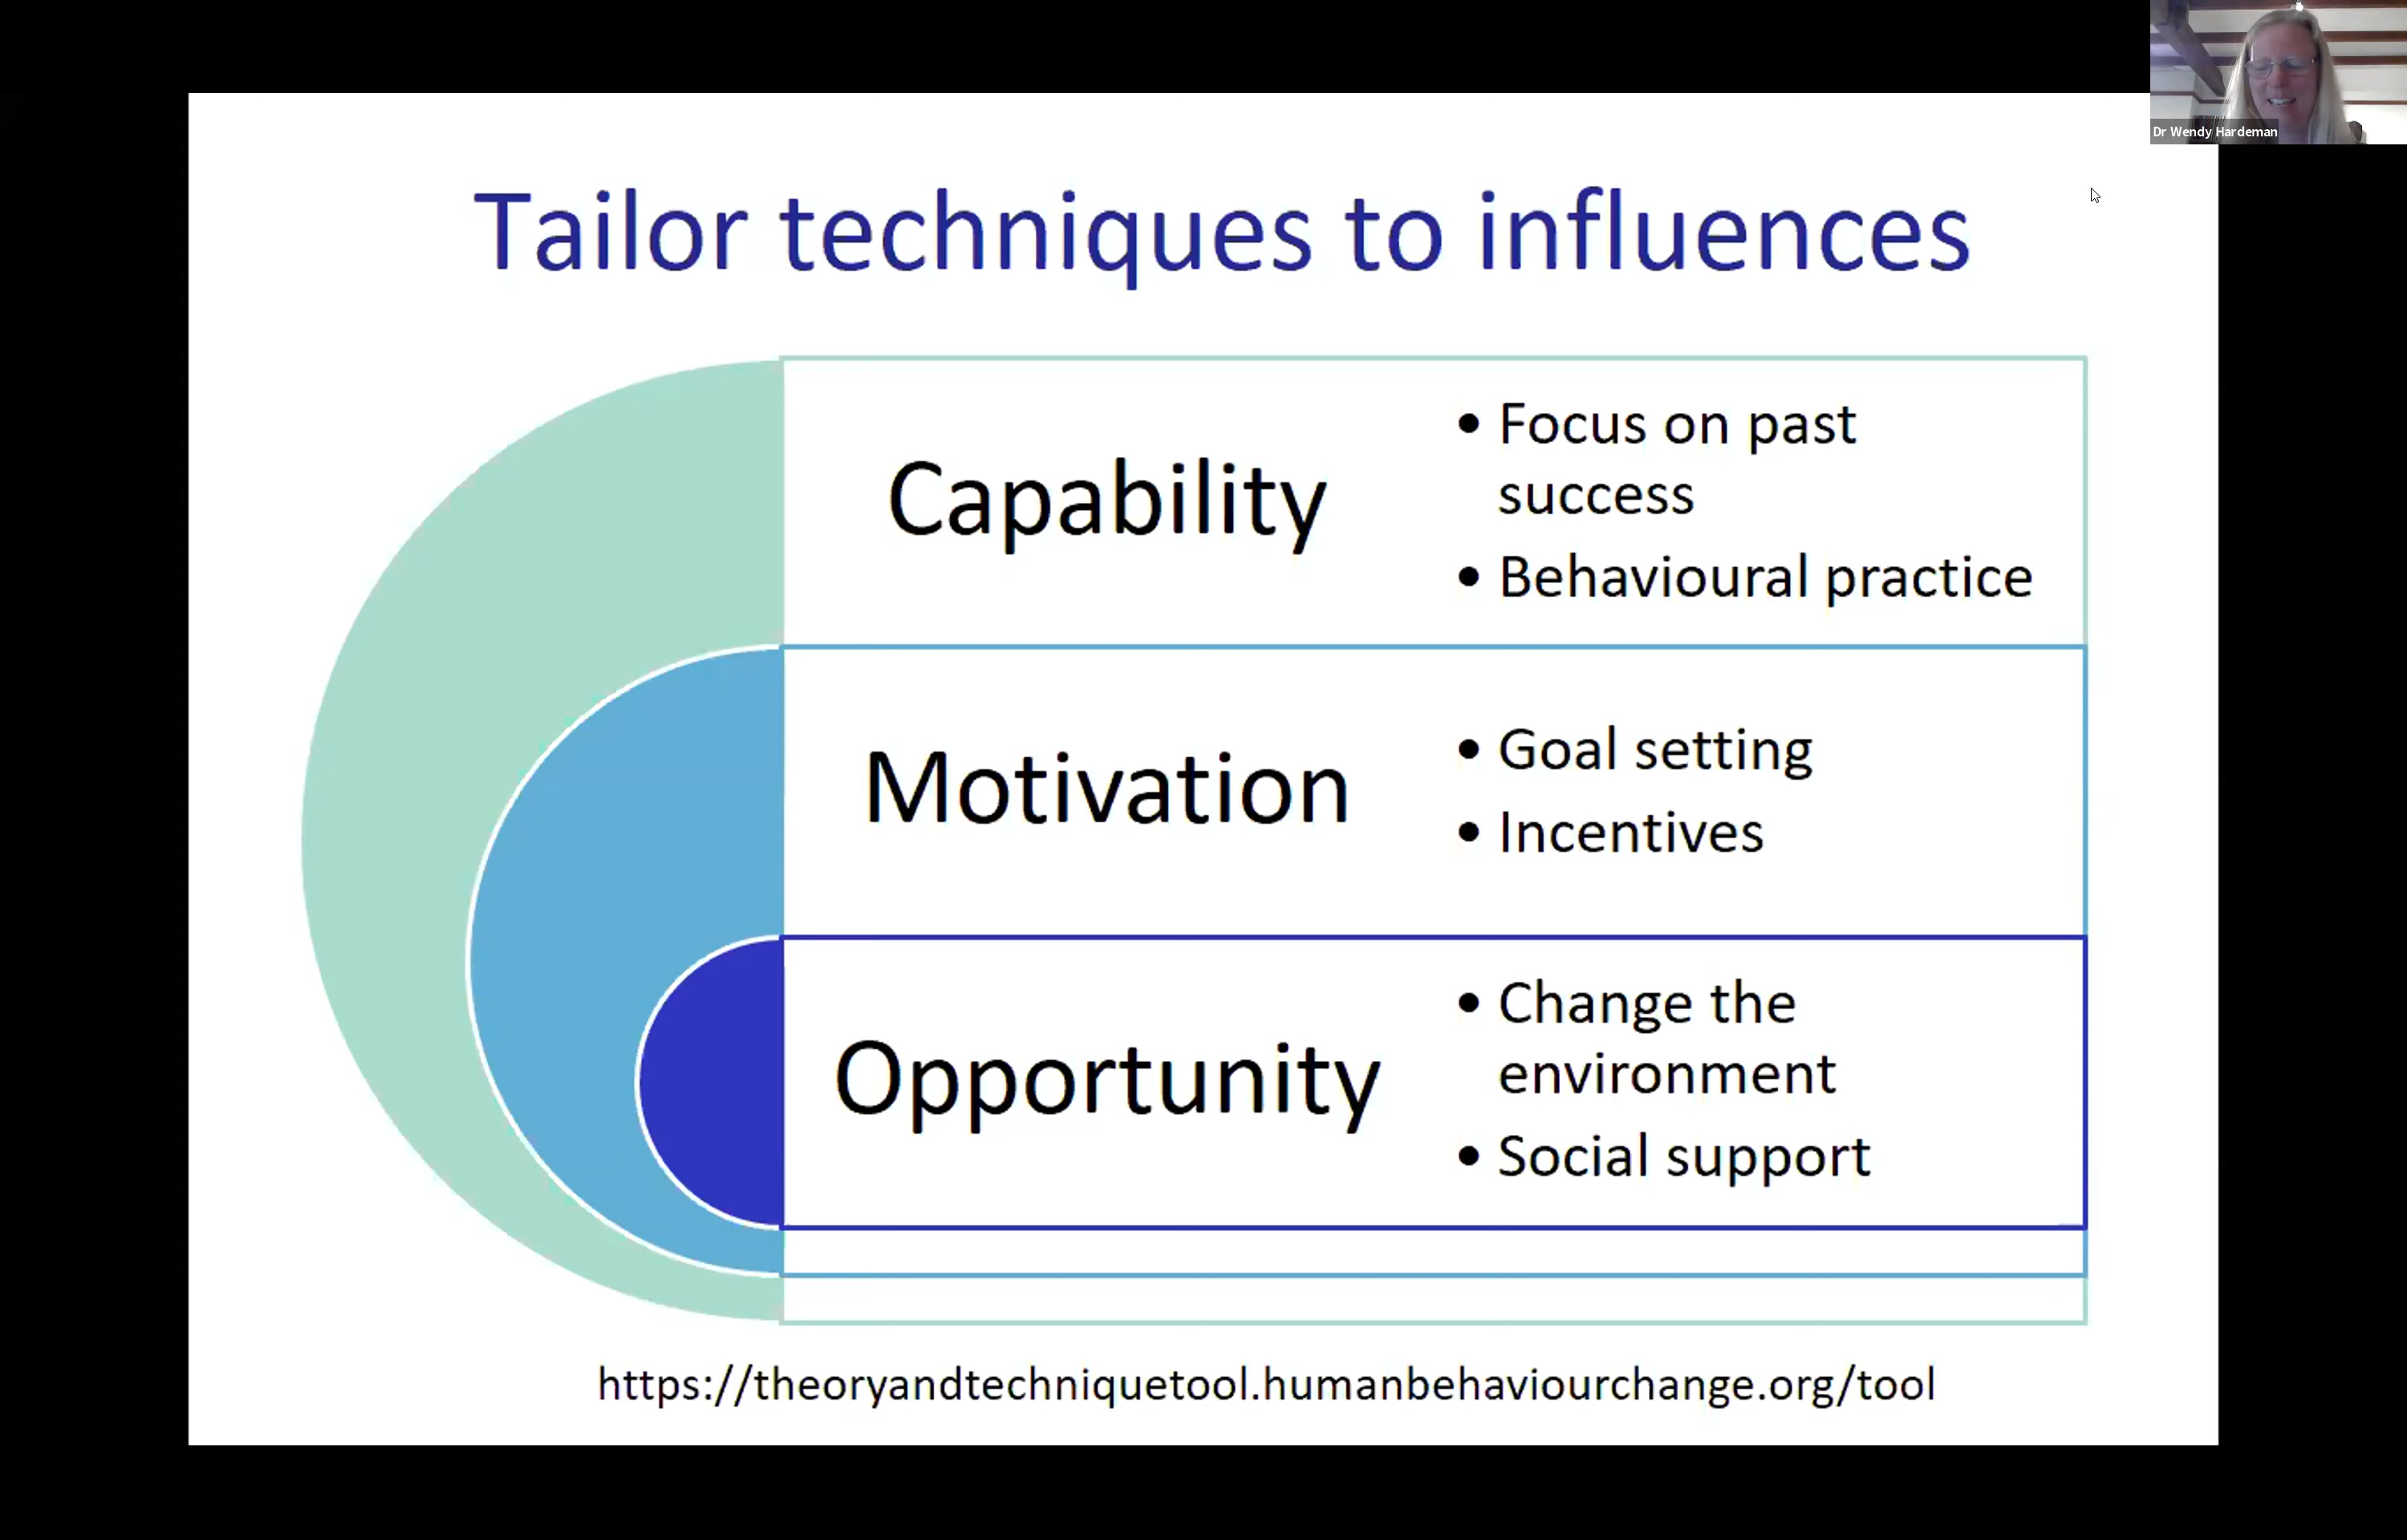 Dr Wendy Hardeman
Tailor techniques to influences
Capability
• Focus on past
success
• Behavioural practice
Motivation
• Goal setting
• Incentives
Opportunity
• Change the
environment
• Social support
https://theoryandtechniquetool.humanbehaviourchange.org/tool